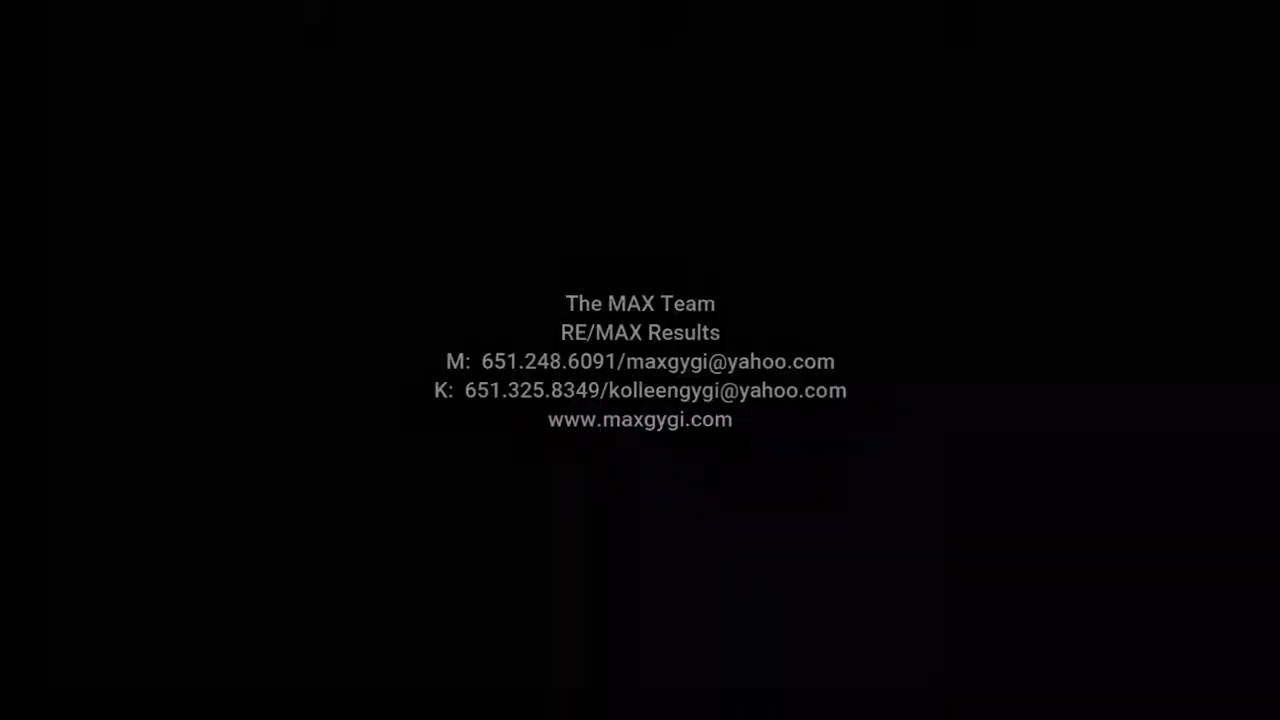 The MAX Team
RE/MAX Results
M:  651.248.6091/maxgygi@yahoo.com
K:  651.325.8349/kolleengygi@yahoo.com
www.maxgygi.com